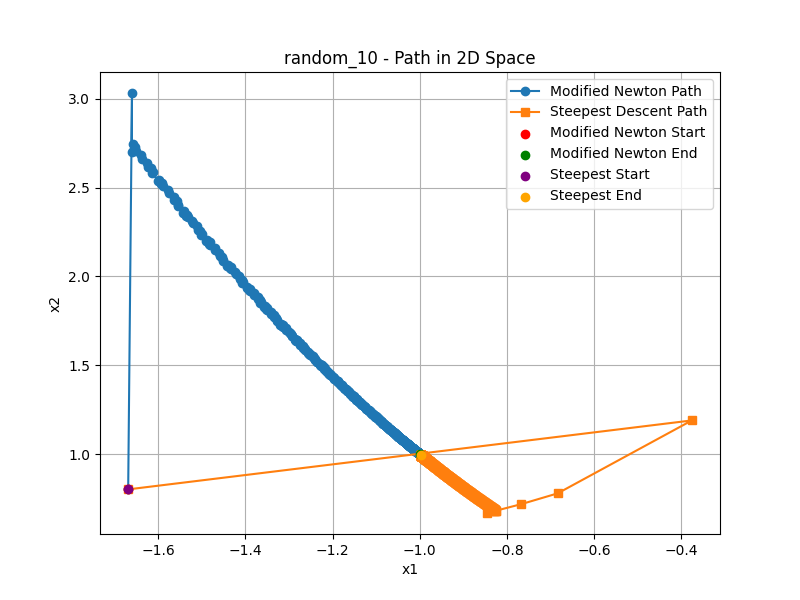 random_10 - Path in 2D Space
Modified Newton Path
Steepest Descent Path
Modified Newton Start
Modified Newton End
Steepest Start
Steepest End
3.0
2.5
2.0
1.5
1.0
x2
−1.6 −1.4 −1.2 −1.0 −0.8 −0.6 −0.4
x1